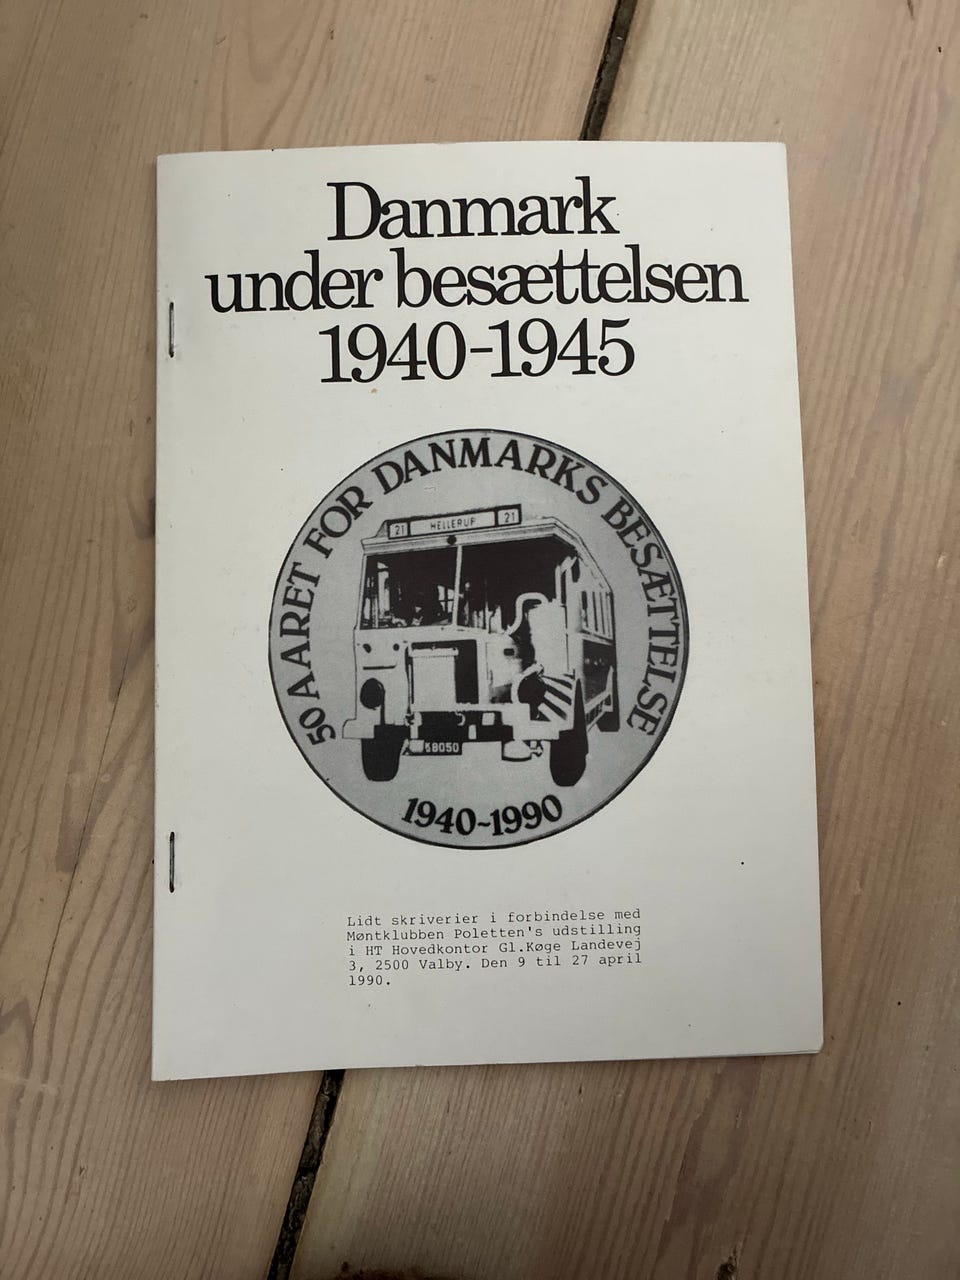 Danmark
under besættelsen
1940-1945
50 AARET FOR DANMARKS BESÆTTELSE
21 HELLERUP 21
K8050
1940-1990
Lidt skriverier i forbindelse med
Møntklubben Poletten's udstilling
i HT Hovedkontor Gl.Køge Landevej
3, 2500 Valby. Den 9 til 27 april
1990.